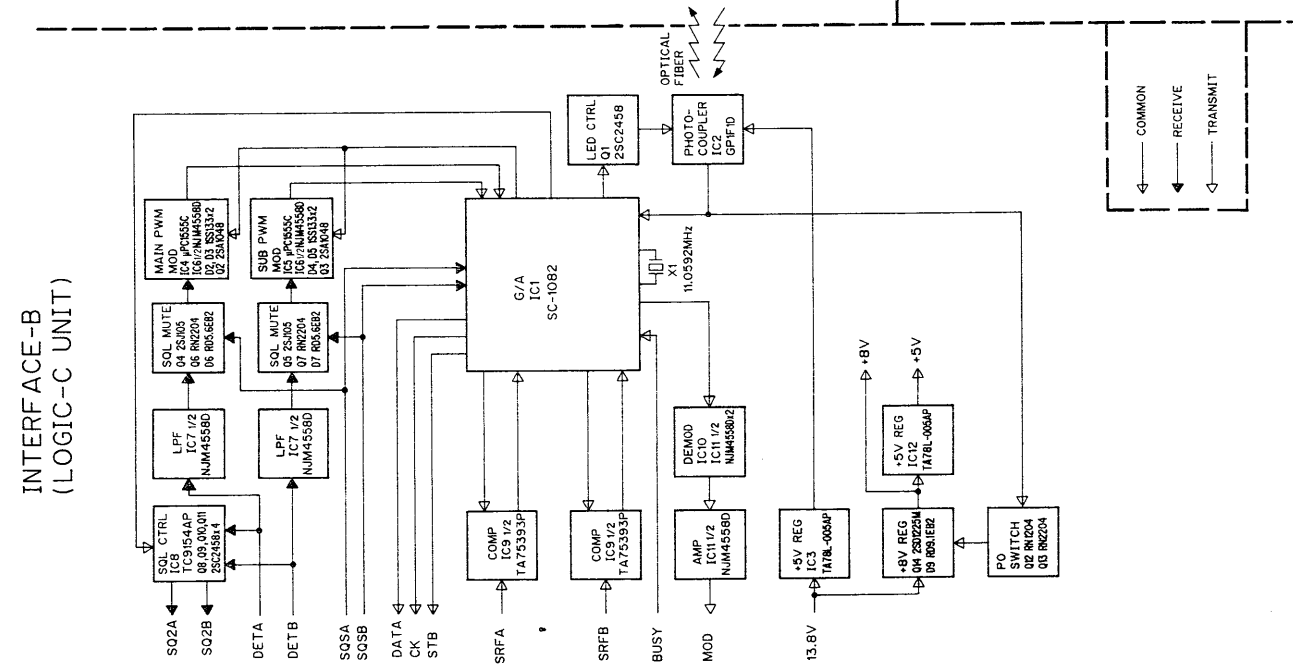 INTERFACE-B
(LOGIC-C UNIT)
SQ2A
SQ2B
DETA
DETB
SQSA
SQSB
DATA
CK
STB
SRFA
SRFB
BUSY
MOD
13.8V
SQL CTRL
IC8
TC9154AP
Q8,Q9,Q10,Q11
2SC2458x4
LPF
IC7 1/2
NJM4558D
LPF
IC7 1/2
NJM4558D
SQL MUTE
Q4 2SJ105
Q6 RN2204
D6 RD5.6EB2
SQL MUTE
Q5 2SJ105
Q7 RN2204
D7 RD5.6EB2
MAIN PWM
MOD
IC4 µPC1555C
IC6 1/2 NJM4558D
D2, D3 1SS133x2
Q2 2SA1048
SUB PWM
MOD
IC5 µPC1555C
IC6 1/2 NJM4558D
D4, D5 1SS133x2
Q3 2SA1048
COMP
IC9 1/2
TA75393P
COMP
IC9 1/2
TA75393P
G/A
IC1
SC-1082
X1
11.0592MHz
LED CTRL
Q1
2SC2458
PHOTO-
COUPLER
IC2
GP1F1D
OPTICAL
FIBER
DEMOD
IC10
IC11 1/2
NJM4558Dx2
AMP
IC11 1/2
NJM4558D
+5V REG
IC3
TA78L-005AP
+8V REG
Q14 2SD1225M
D9 RD9.1EB2
+5V REG
IC12
TA78L-005AP
+8V
+5V
PO
SWITCH
Q12 RN1204
Q13 RN2204
COMMON
RECEIVE
TRANSMIT